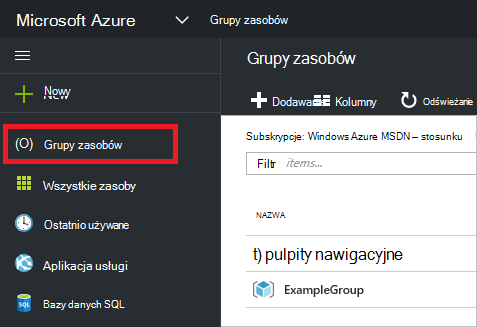 Microsoft Azure
Grupy zasobów
Nowy
Grupy zasobów
Wszystkie zasoby
Ostatnio używane
Aplikacja usługi
Bazy danych SQL
Grupy zasobów
Dodawać Kolumny Odświeżanie
Subskrypcje: Windows Azure MSDN – stosunku
Filtr items...
NAZWA
t) pulpity nawigacyjne
ExampleGroup